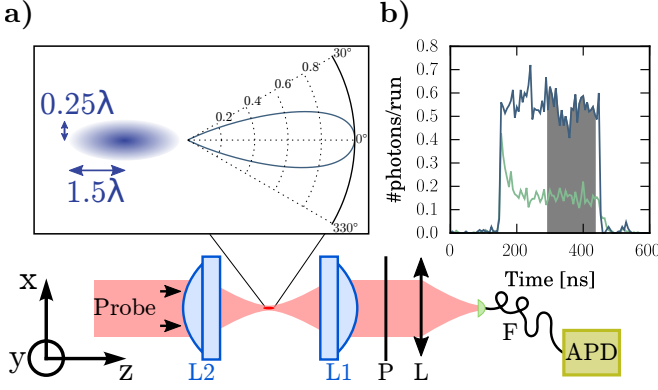 a)
b)
0.25λ
1.5λ
0.2
0.4
0.6
0.8
30°
0°
330°
#photons/run
0.8
0.7
0.6
0.5
0.4
0.3
0.2
0.1
0.0
0 200 400 600
Time [ns]
x
y
z
Probe
L2
L1
P
L
F
APD